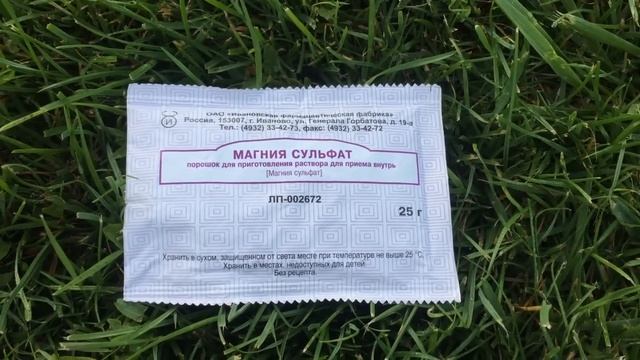 ОАО «Ивановская фармацевтическая фабрика»
Россия, 153007, г. Иваново, ул. Генерала Горбатова, д. 19-а
Тел.: (4932) 33-42-73, факс: (4932) 33-42-72
МАГНИЯ СУЛЬФАТ
порошок для приготовления раствора для приема внутрь
[Магния сульфат]
ЛП-002672
25 г
Хранить в сухом, защищенном от света месте при температуре не выше 25 °С,
Хранить в местах, недоступных для детей
Без рецепта.